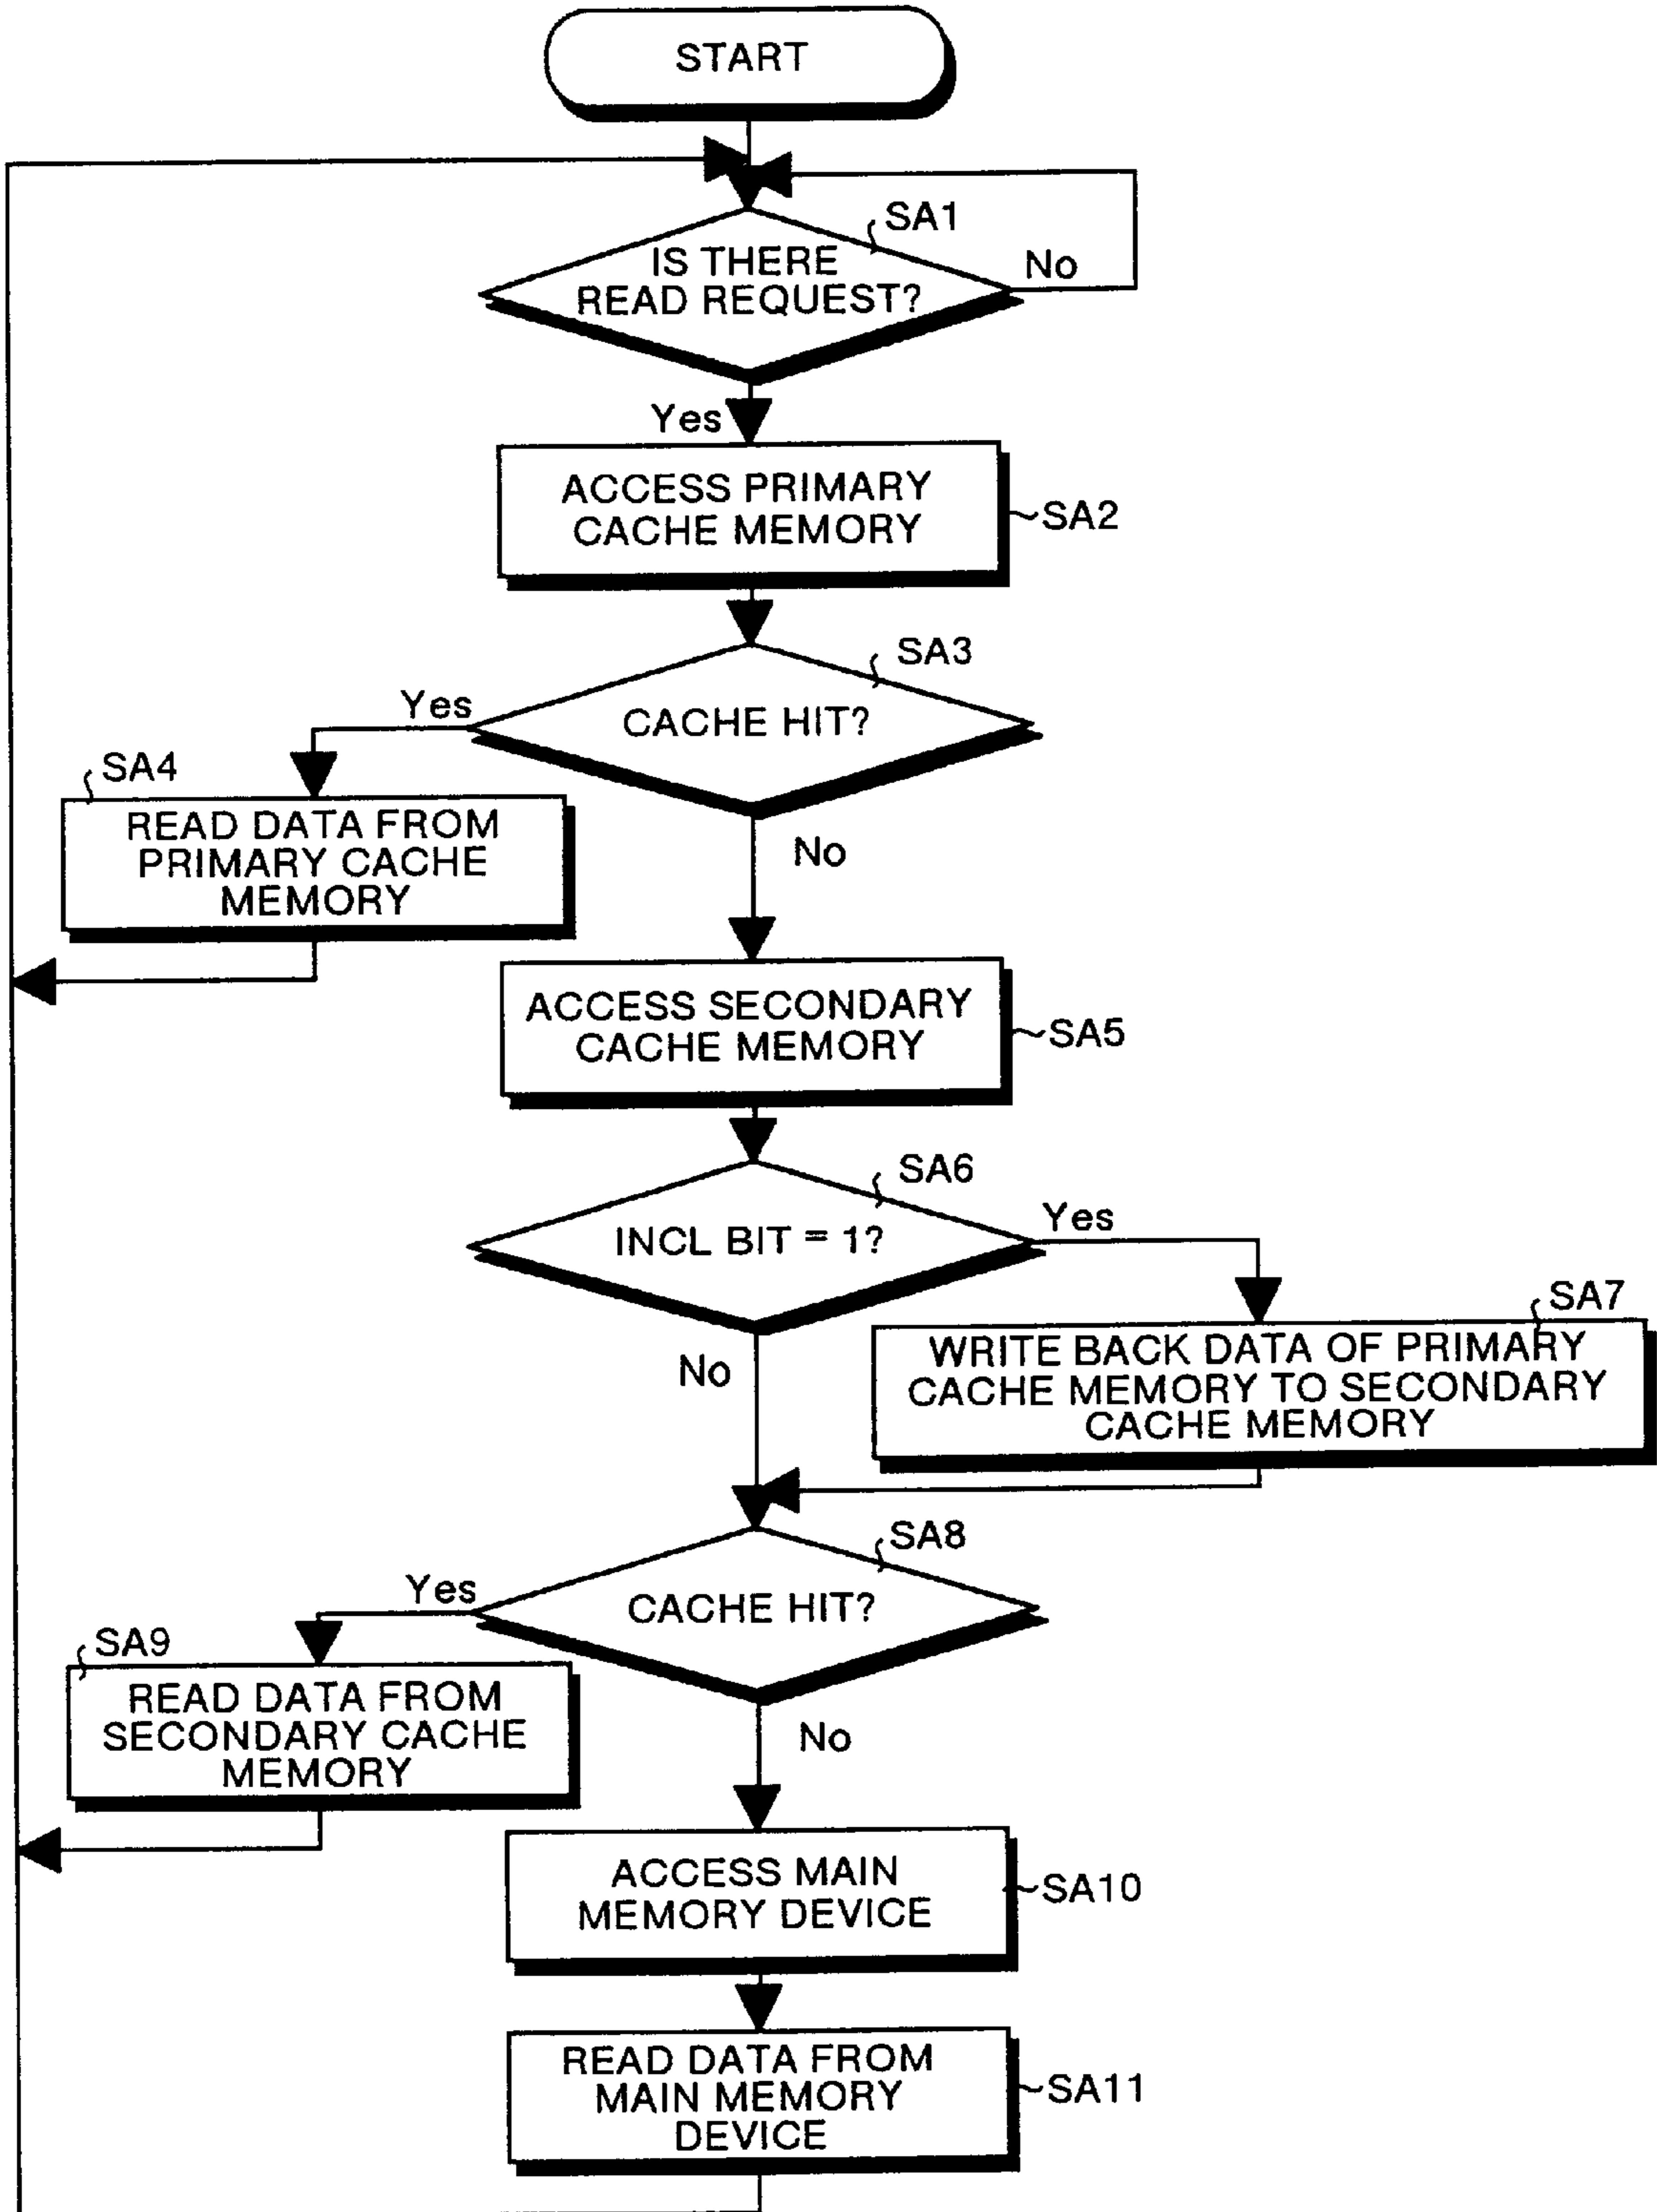 START
SA1
IS THERE
READ REQUEST?
No
Yes
ACCESS PRIMARY
CACHE MEMORY
SA2
SA3
Yes
CACHE HIT?
SA4
No
READ DATA FROM
PRIMARY CACHE
MEMORY
ACCESS SECONDARY
CACHE MEMORY
SA5
SA6
Yes
INCL BIT = 1?
SA7
No
WRITE BACK DATA OF PRIMARY
CACHE MEMORY TO SECONDARY
CACHE MEMORY
SA8
Yes
CACHE HIT?
SA9
No
READ DATA FROM
SECONDARY CACHE
MEMORY
ACCESS MAIN
MEMORY DEVICE
SA10
READ DATA FROM
MAIN MEMORY
DEVICE
SA11